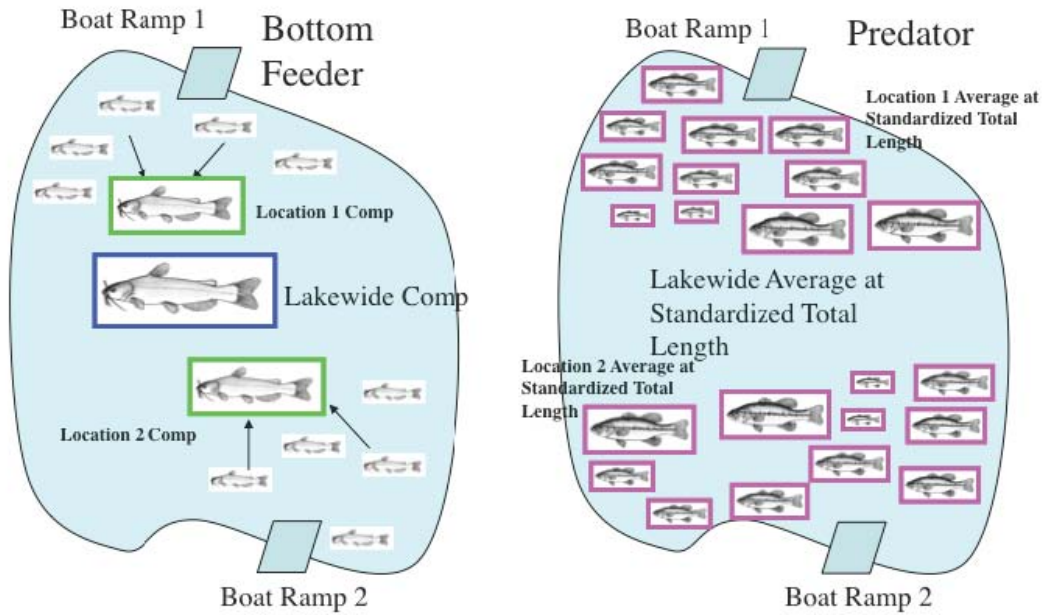 Boat Ramp 1
Bottom
Feeder
Location 1 Comp
Lakewide Comp
Location 2 Comp
Boat Ramp 2
Boat Ramp 1
Predator
Location 1 Average at
Standardized Total
Length
Lakewide Average at
Standardized Total
Length
Location 2 Average at
Standardized Total
Length
Boat Ramp 2